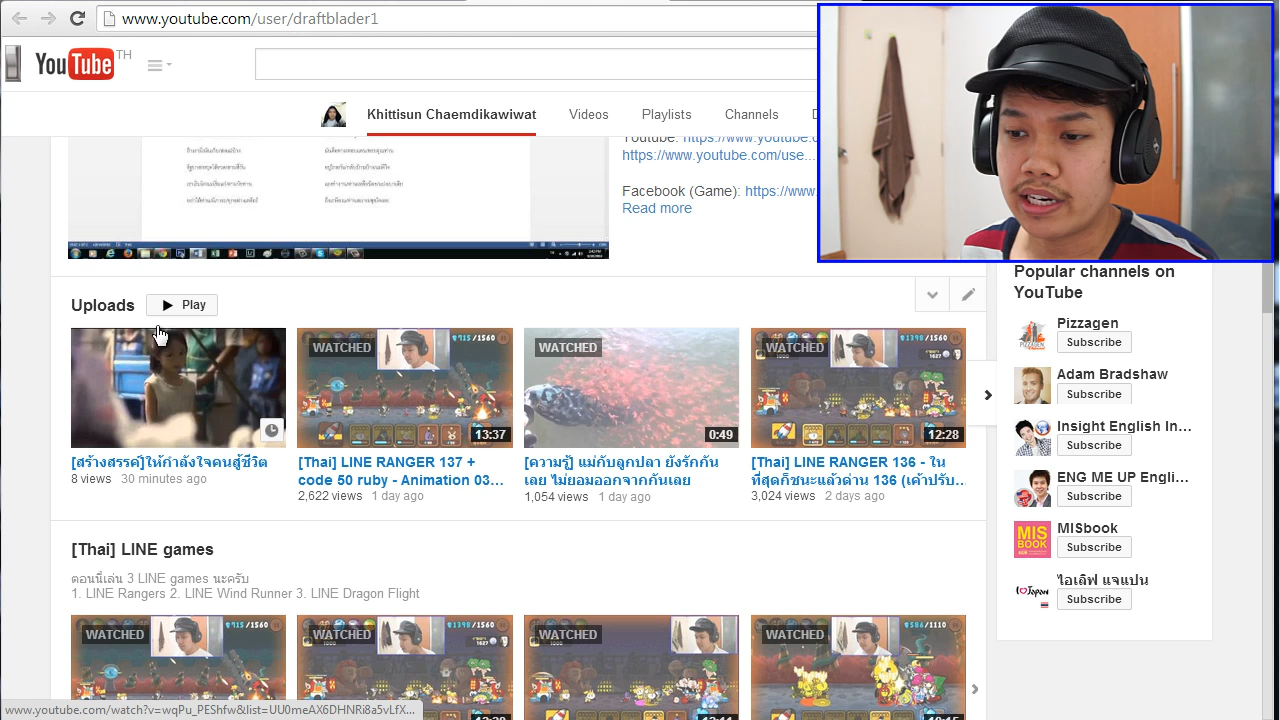 www.youtube.com/user/draftblader1
YouTube TH
Khittisun Chaemdikawiwat
Videos
Playlists
Channels
D
Youtube: https://www.youtube.c
https://www.youtube.com/use...
Facebook (Game): https://www
Read more
Uploads
Play
WATCHED
WATCHED
WATCHED
915/1560
1398/1560
13:37
0:49
12:28
[สร้างสรรค์]ให้กำลังใจคนสู้ชีวิต
8 views 30 minutes ago
[Thai] LINE RANGER 137 +
code 50 ruby - Animation 03...
2,622 views 1 day ago
[ความรู้] แม่กับลูกปลา ยังรักกัน
เลย ไม่ยอมออกจากกันเลย
1,054 views 1 day ago
[Thai] LINE RANGER 136 - ใน
ที่สุดก็ชนะแล้วด่าน 136 (เค้าปรับ...
3,024 views 2 days ago
[Thai] LINE games
ตอนนี้เล่น 3 LINE games นะครับ
1. LINE Rangers 2. LINE Wind Runner 3. LINE Dragon Flight
WATCHED
WATCHED
WATCHED
WATCHED
915/1560
1398/1560
586/1110
Popular channels on
YouTube
Pizzagen
Subscribe
Adam Bradshaw
Subscribe
Insight English In...
Subscribe
ENG ME UP Engli...
Subscribe
MIS
BOOK
MISbook
Subscribe
ไอเลิฟ แจแปน
Subscribe
www.youtube.com/watch?v=wqPu_PEShfw&list=UU0meAX6DHNRi8a5vLfX...